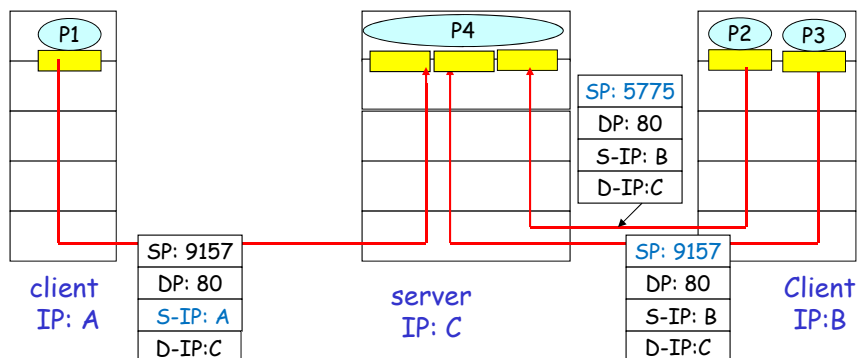 P1
P4
P2
P3
SP: 5775
DP: 80
S-IP: B
D-IP:C
SP: 9157
DP: 80
S-IP: A
D-IP:C
SP: 9157
DP: 80
S-IP: B
D-IP:C
client
IP: A
server
IP: C
Client
IP:B